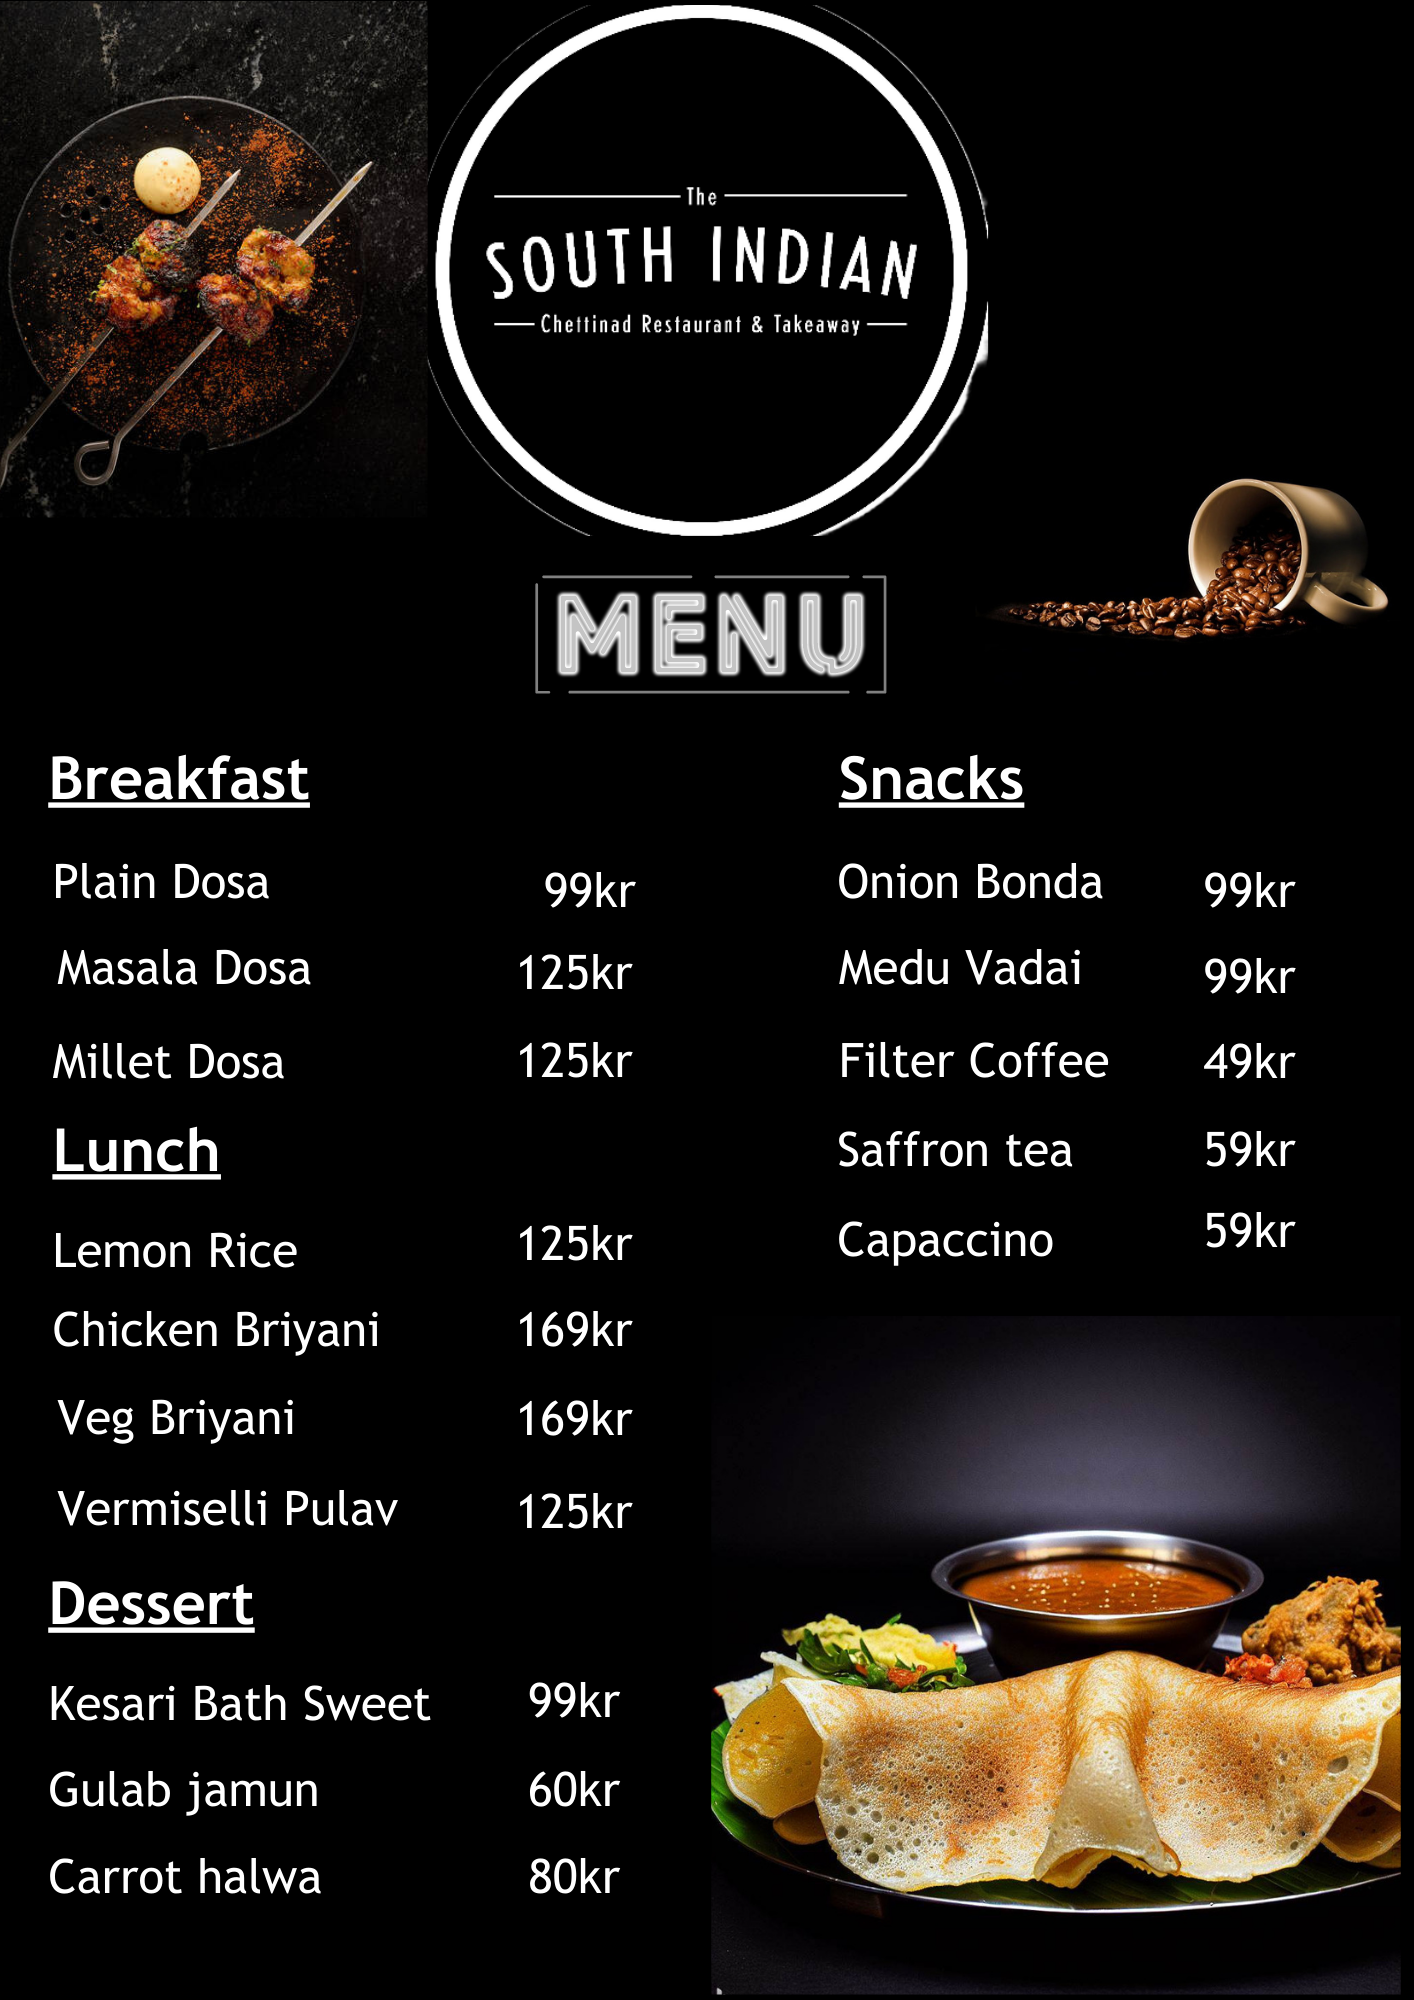 The
SOUTH INDIAN
Chettinad Restaurant & Takeaway
MENU
Breakfast
Plain Dosa 99kr
Masala Dosa 125kr
Millet Dosa 125kr
Lunch
Lemon Rice 125kr
Chicken Briyani 169kr
Veg Briyani 169kr
Vermiselli Pulav 125kr
Dessert
Kesari Bath Sweet 99kr
Gulab jamun 60kr
Carrot halwa 80kr
Snacks
Onion Bonda 99kr
Medu Vadai 99kr
Filter Coffee 49kr
Saffron tea 59kr
Capaccino 59kr